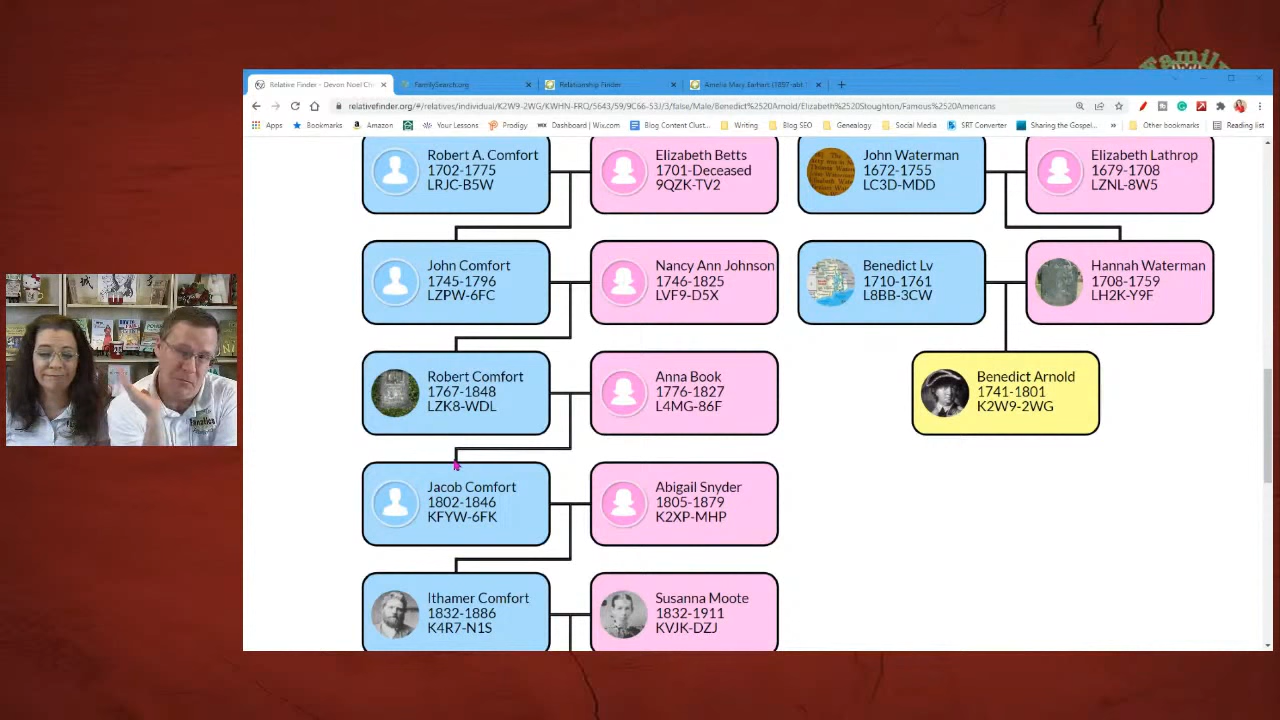 Relative Finder - Devon Noel Ch
FamilySearch.org
Relationship Finder
Amelia Mary Earhart (1897-abt
relativefinder.org/#/relatives/individual/K2W9-2WG/KWHN-FRQ/5643/59/9C66-53J/3/false/Male/Benedict%2520Arnold/Elizabeth%2520Stoughton/Famous%2520Americans
Apps
Bookmarks
Amazon
Your Lessons
Prodigy
Dashboard | Wix.com
Blog Content Clust...
Writing
Blog SEO
Genealogy
Social Media
SRT Converter
Sharing the Gospel...
Other bookmarks
Reading list
Robert A. Comfort
1702-1775
LRJC-B5W
Elizabeth Betts
1701-Deceased
9QZK-TV2
John Waterman
1672-1755
LC3D-MDD
Elizabeth Lathrop
1679-1708
LZNL-8W5
John Comfort
1745-1796
LZPW-6FC
Nancy Ann Johnson
1746-1825
LVF9-D5X
Benedict Lv
1710-1761
L8BB-3CW
Hannah Waterman
1708-1759
LH2K-Y9F
Robert Comfort
1767-1848
LZK8-WDL
Anna Book
1776-1827
L4MG-86F
Benedict Arnold
1741-1801
K2W9-2WG
Jacob Comfort
1802-1846
KFYW-6FK
Abigail Snyder
1805-1879
K2XP-MHP
Ithamer Comfort
1832-1886
K4R7-N1S
Susanna Moote
1832-1911
KVJK-DZJ